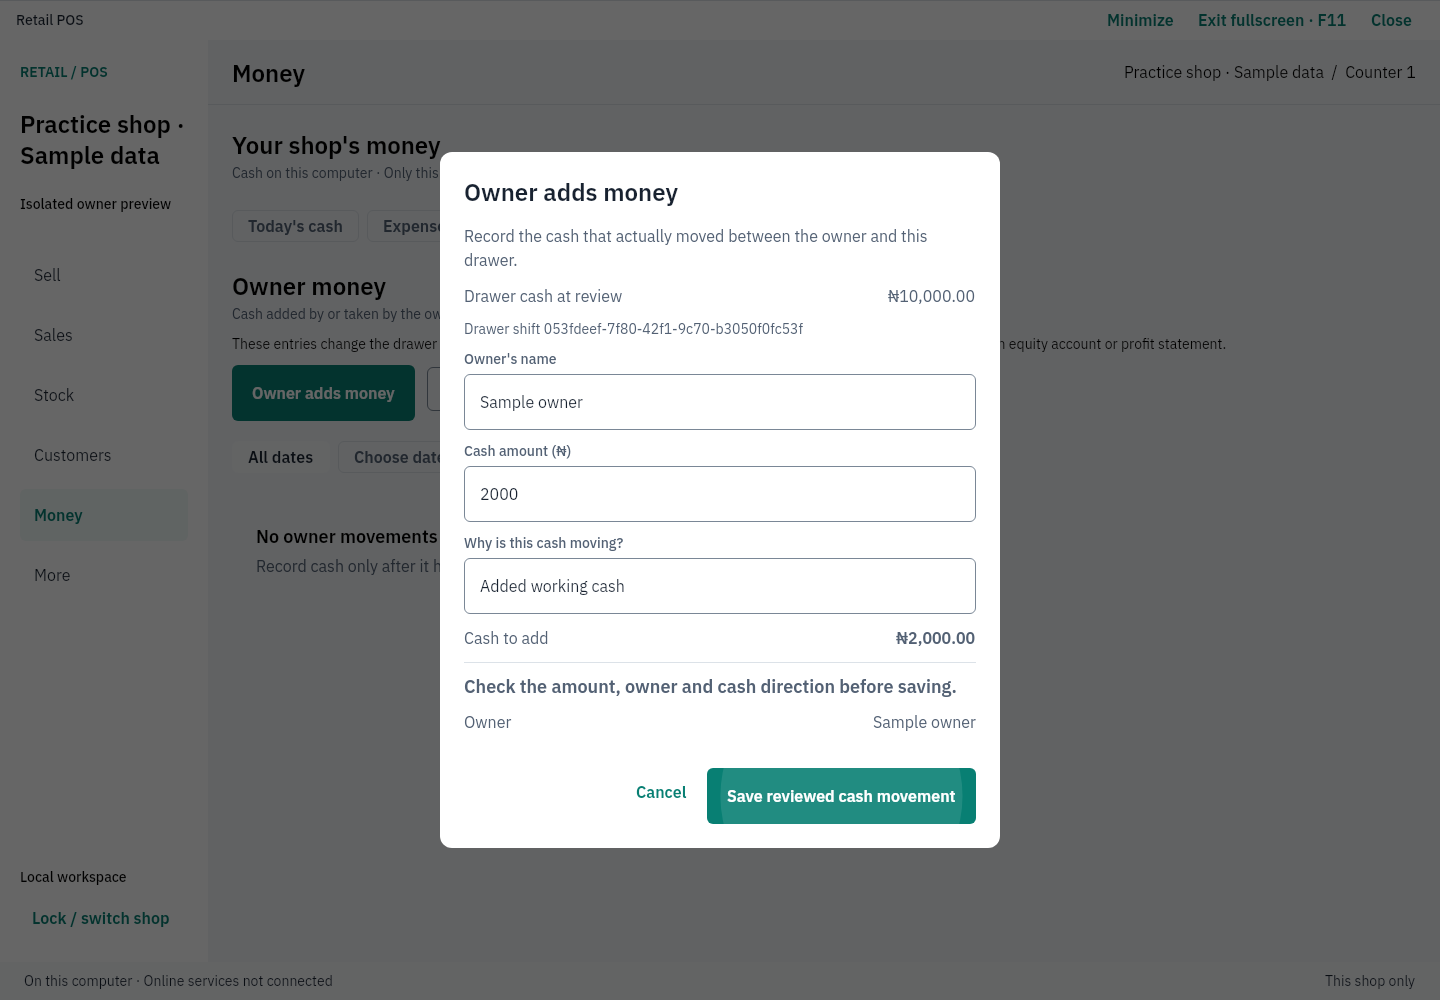 Retail POS
Minimize
Exit fullscreen · F11
Close
RETAIL / POS
Practice shop ·
Sample data
Isolated owner preview
Sell
Sales
Stock
Customers
Money
More
Local workspace
Lock / switch shop
Money
Practice shop · Sample data / Counter 1
Your shop's money
Cash on this computer · Only this
Today's cash
Owner money
Cash added by or taken by the
These entries change the drawer
equity account or profit statement.
Owner adds money
All dates
Choose
No owner movements
Record cash only after it
Owner adds money
Record the cash that actually moved between the owner and this
drawer.
Drawer cash at review
₦10,000.00
Drawer shift 053fdeef-7f80-42f1-9c70-b3050f0fc53f
Owner's name
Sample owner
Cash amount (₦)
2000
Why is this cash moving?
Added working cash
Cash to add
₦2,000.00
Check the amount, owner and cash direction before saving.
Owner
Sample owner
Cancel
Save reviewed cash movement
On this computer · Online services not connected
This shop only